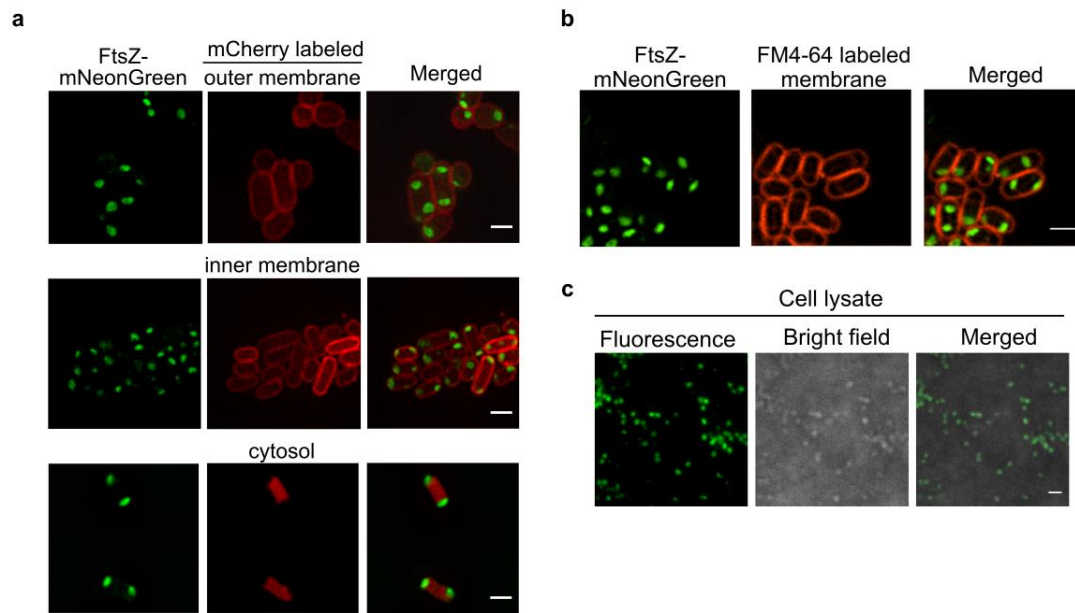 a
FtsZ-
mNeonGreen
mCherry labeled
outer membrane
Merged
inner membrane
cytosol
b
FtsZ-
mNeonGreen
FM4-64 labeled
membrane
Merged
c
Cell lysate
Fluorescence
Bright field
Merged